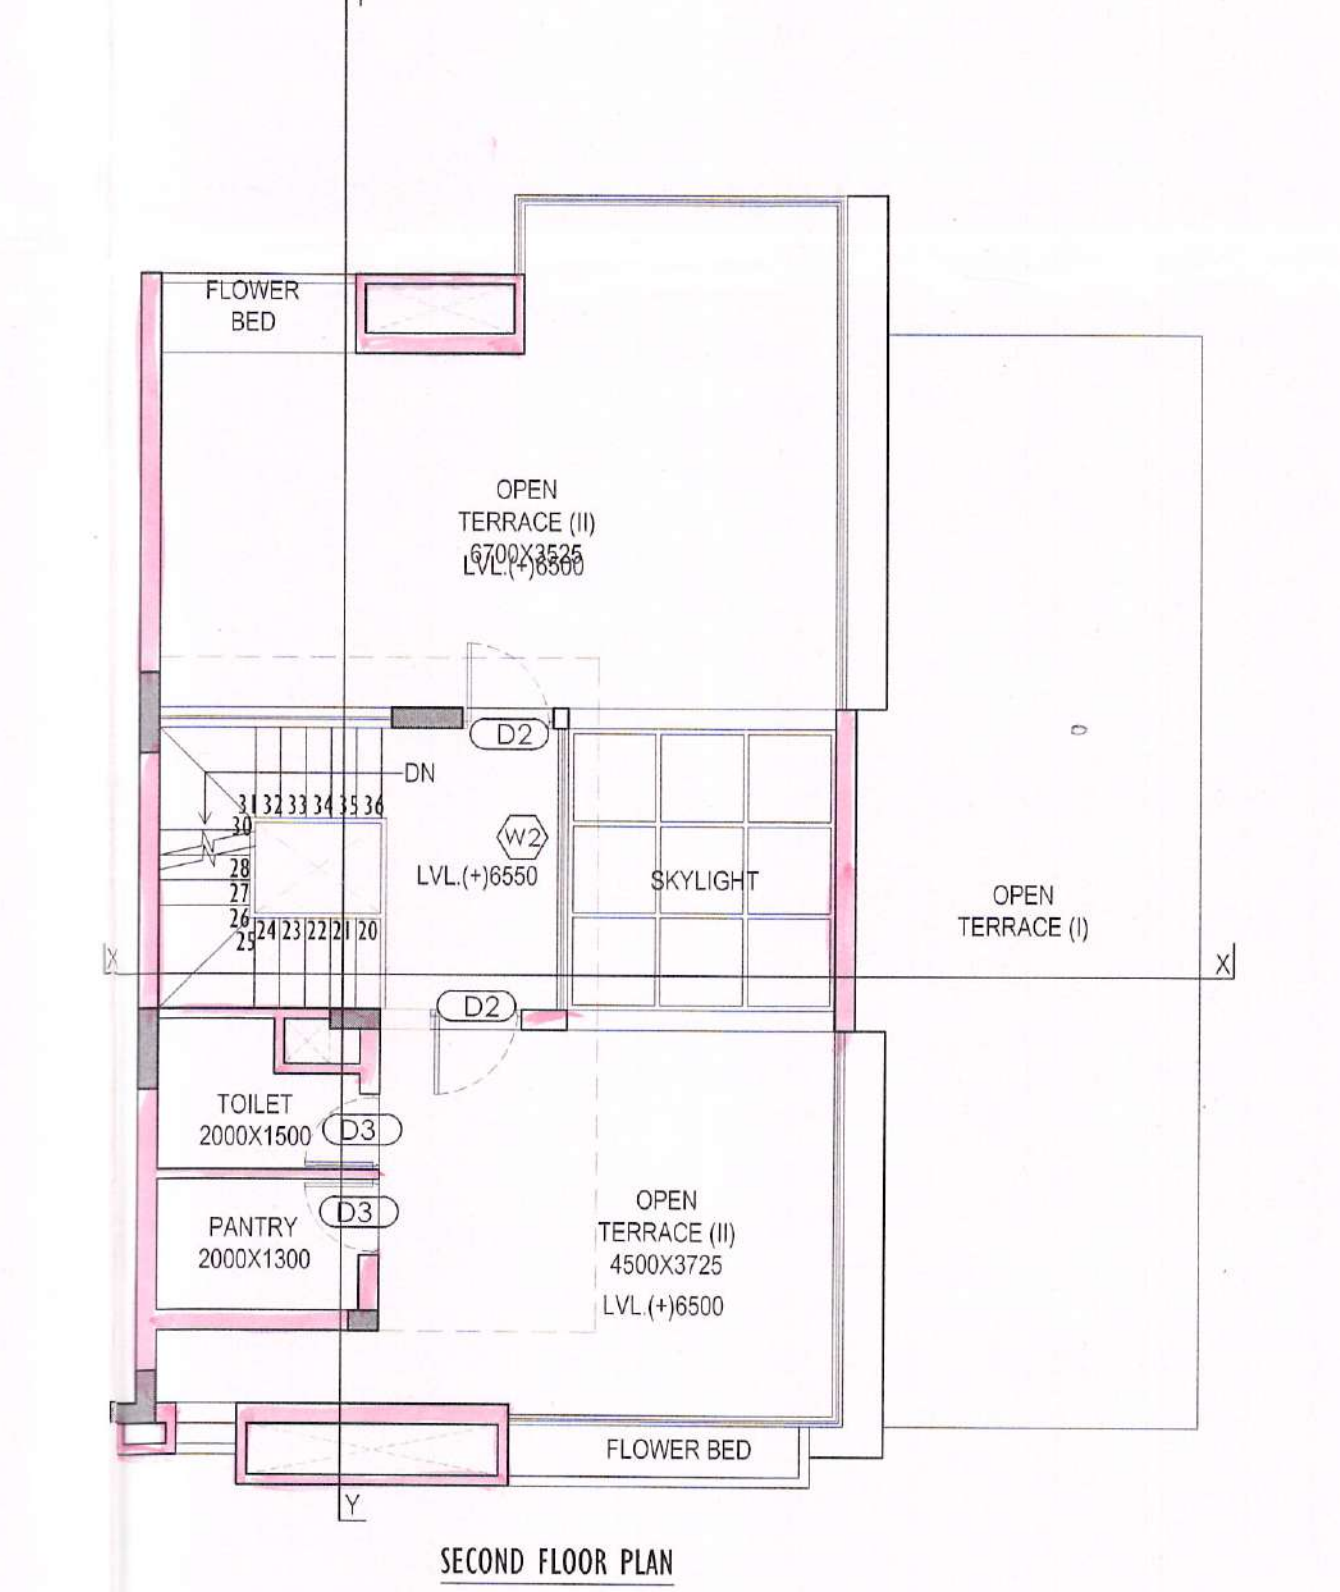 FLOWER
BED
OPEN
TERRACE (II)
6700X3525
LVL.(+)6500
D2
DN
31 32 33 34 35 36
30
W2
28
LVL.(+)6550
SKYLIGHT
27
OPEN
TERRACE (I)
26
25 24 23 22 21 20
X
X
D2
TOILET
2000X1500
D3
D3
PANTRY
2000X1300
OPEN
TERRACE (II)
4500X3725
LVL.(+)6500
FLOWER BED
Y
SECOND FLOOR PLAN